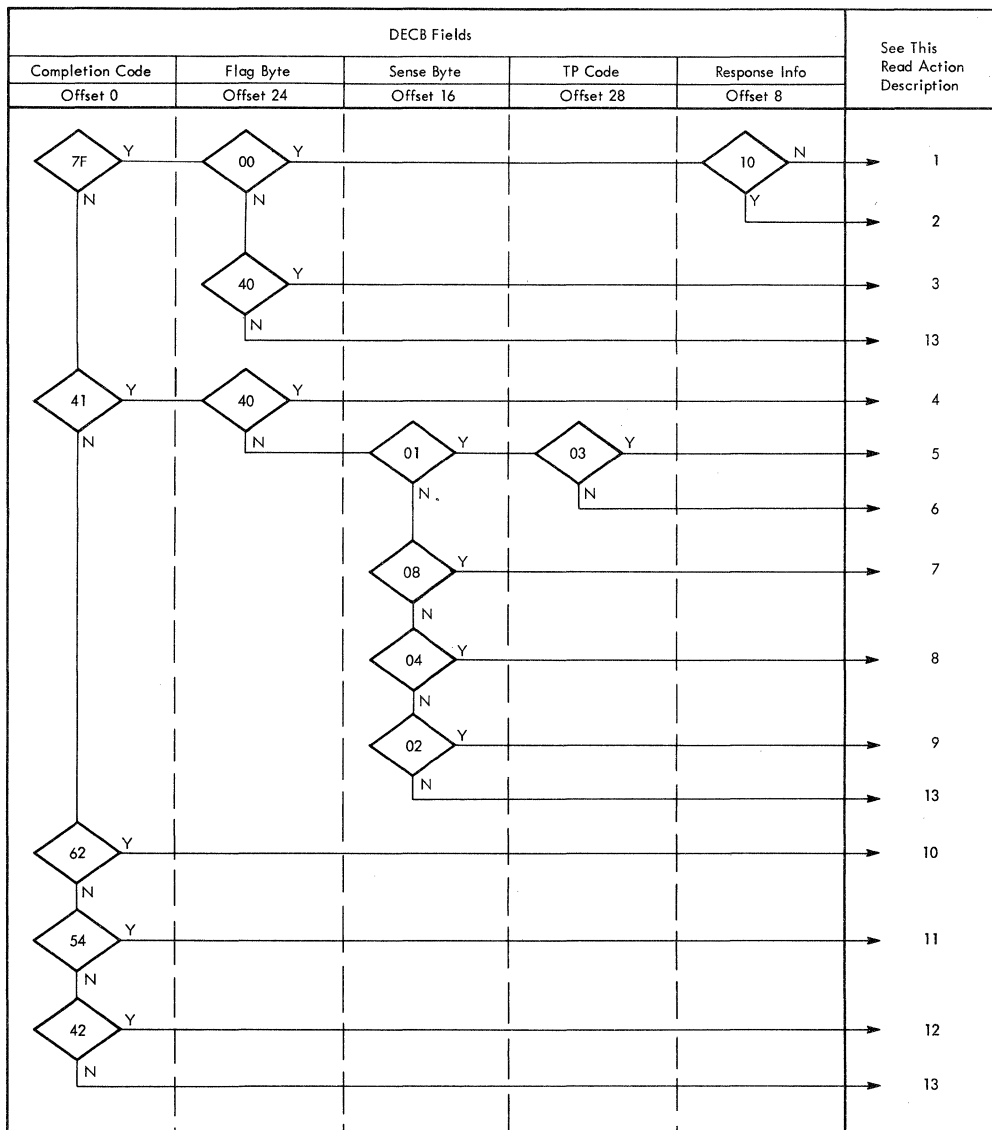 DECB Fields
See This
Read Action
Description
Completion Code Flag Byte Sense Byte TP Code Response Info
Offset 0 Offset 24 Offset 16 Offset 28 Offset 8
7F Y 00 Y 10 N 1
N N Y 2
40 Y 3
N 13
41 Y 40 Y 4
N N 01 Y 03 Y 5
N N 6
08 Y 7
N
04 Y 8
N
02 Y 9
N 13
62 Y 10
N
54 Y 11
N
42 Y 12
N 13